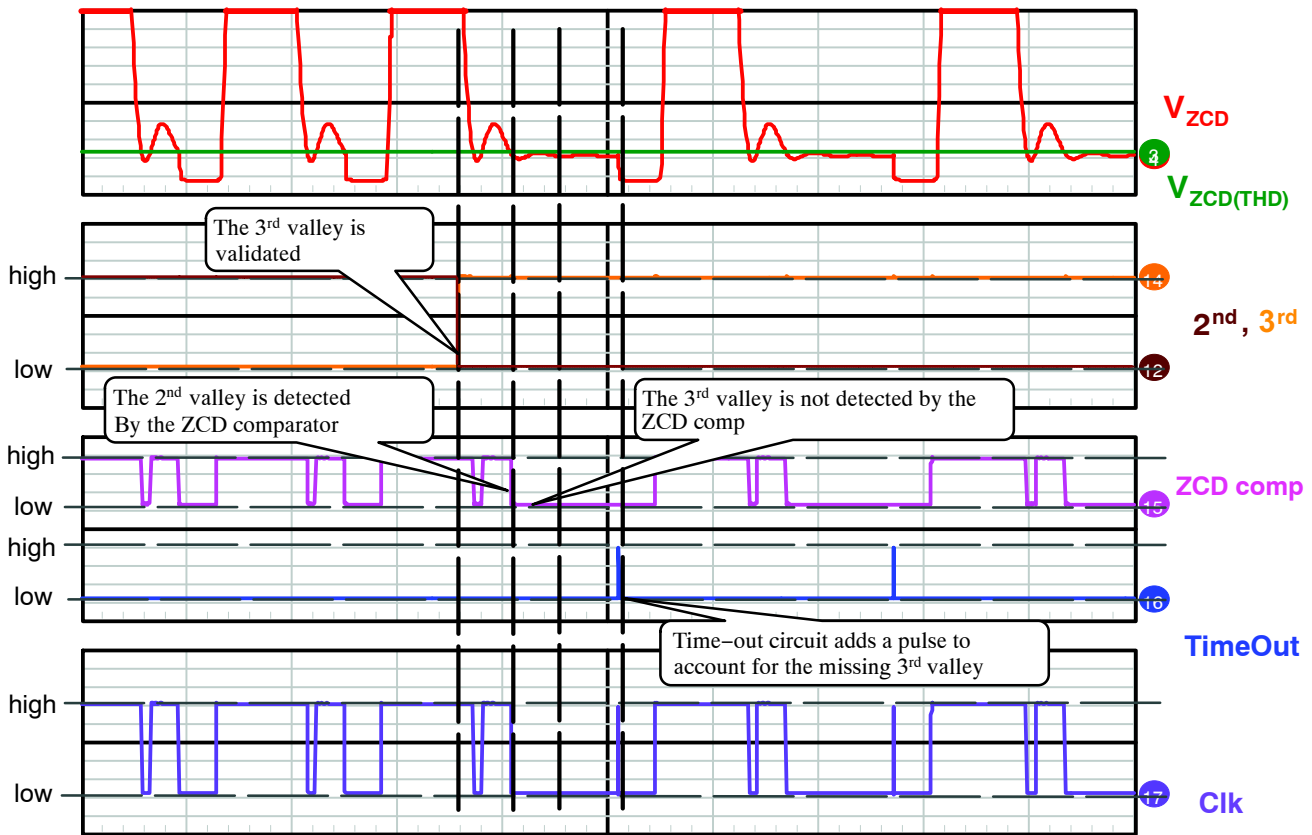 V_ZCD
3
4
V_ZCD(THD)
The 3rd valley is
validated
high
14
2nd, 3rd
low
12
The 2nd valley is detected
By the ZCD comparator
The 3rd valley is not detected by the
ZCD comp
high
ZCD comp
low
15
high
low
16
Time−out circuit adds a pulse to
account for the missing 3rd valley
TimeOut
high
low
17
Clk